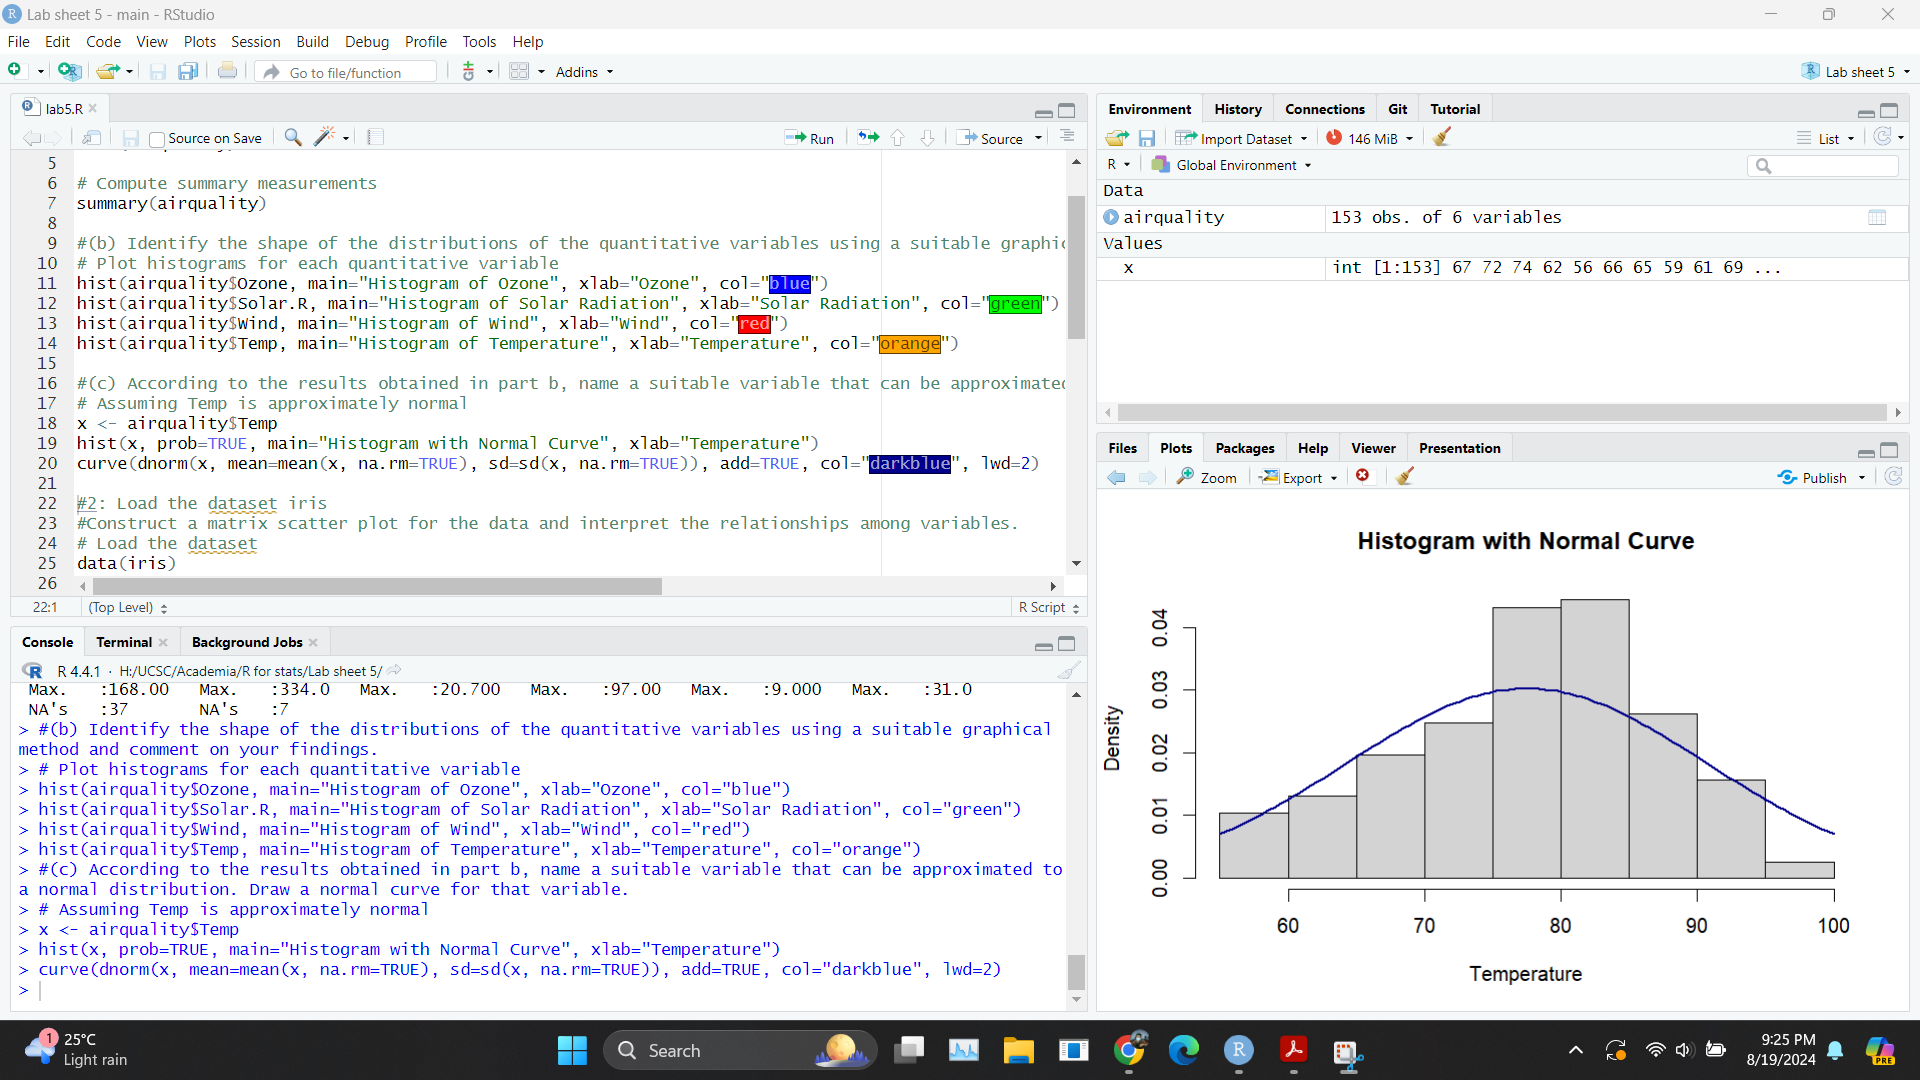 Lab sheet 5 - main - RStudio
File Edit Code View Plots Session Build Debug Profile Tools Help
Go to file/function Addins Lab sheet 5
lab5.R
Source on Save Run Source
5
6 # Compute summary measurements
7 summary(airquality)
8
9 #(b) Identify the shape of the distributions of the quantitative variables using a suitable graphic
10 # Plot histograms for each quantitative variable
11 hist(airquality$Ozone, main="Histogram of Ozone", xlab="Ozone", col="blue")
12 hist(airquality$Solar.R, main="Histogram of Solar Radiation", xlab="Solar Radiation", col="green")
13 hist(airquality$Wind, main="Histogram of Wind", xlab="Wind", col="red")
14 hist(airquality$Temp, main="Histogram of Temperature", xlab="Temperature", col="orange")
15
16 #(c) According to the results obtained in part b, name a suitable variable that can be approximated
17 # Assuming Temp is approximately normal
18 x <- airquality$Temp
19 hist(x, prob=TRUE, main="Histogram with Normal Curve", xlab="Temperature")
20 curve(dnorm(x, mean=mean(x, na.rm=TRUE), sd=sd(x, na.rm=TRUE)), add=TRUE, col="darkblue", lwd=2)
21
22 #2: Load the dataset iris
23 #Construct a matrix scatter plot for the data and interpret the relationships among variables.
24 # Load the dataset
25 data(iris)
26
22:1 (Top Level) R Script
Console Terminal Background Jobs
R 4.4.1 · H:/UCSC/Academia/R for stats/Lab sheet 5/
Max. :168.00 Max. :334.0 Max. :20.700 Max. :97.00 Max. :9.000 Max. :31.0
NA's :37 NA's :7
> #(b) Identify the shape of the distributions of the quantitative variables using a suitable graphical
method and comment on your findings.
> # Plot histograms for each quantitative variable
> hist(airquality$Ozone, main="Histogram of Ozone", xlab="Ozone", col="blue")
> hist(airquality$Solar.R, main="Histogram of Solar Radiation", xlab="Solar Radiation", col="green")
> hist(airquality$Wind, main="Histogram of Wind", xlab="Wind", col="red")
> hist(airquality$Temp, main="Histogram of Temperature", xlab="Temperature", col="orange")
> #(c) According to the results obtained in part b, name a suitable variable that can be approximated to
a normal distribution. Draw a normal curve for that variable.
> # Assuming Temp is approximately normal
> x <- airquality$Temp
> hist(x, prob=TRUE, main="Histogram with Normal Curve", xlab="Temperature")
> curve(dnorm(x, mean=mean(x, na.rm=TRUE), sd=sd(x, na.rm=TRUE)), add=TRUE, col="darkblue", lwd=2)
>
Environment History Connections Git Tutorial
Import Dataset 146 MiB List
R Global Environment
Data
airquality 153 obs. of 6 variables
Values
x int [1:153] 67 72 74 62 56 66 65 59 61 69 ...
Files Plots Packages Help Viewer Presentation
Zoom Export Publish
Histogram with Normal Curve
Density
0.04
0.03
0.02
0.01
0.00
60 70 80 90 100
Temperature
1
25°C
Light rain
Search
9:25 PM
8/19/2024
PRE